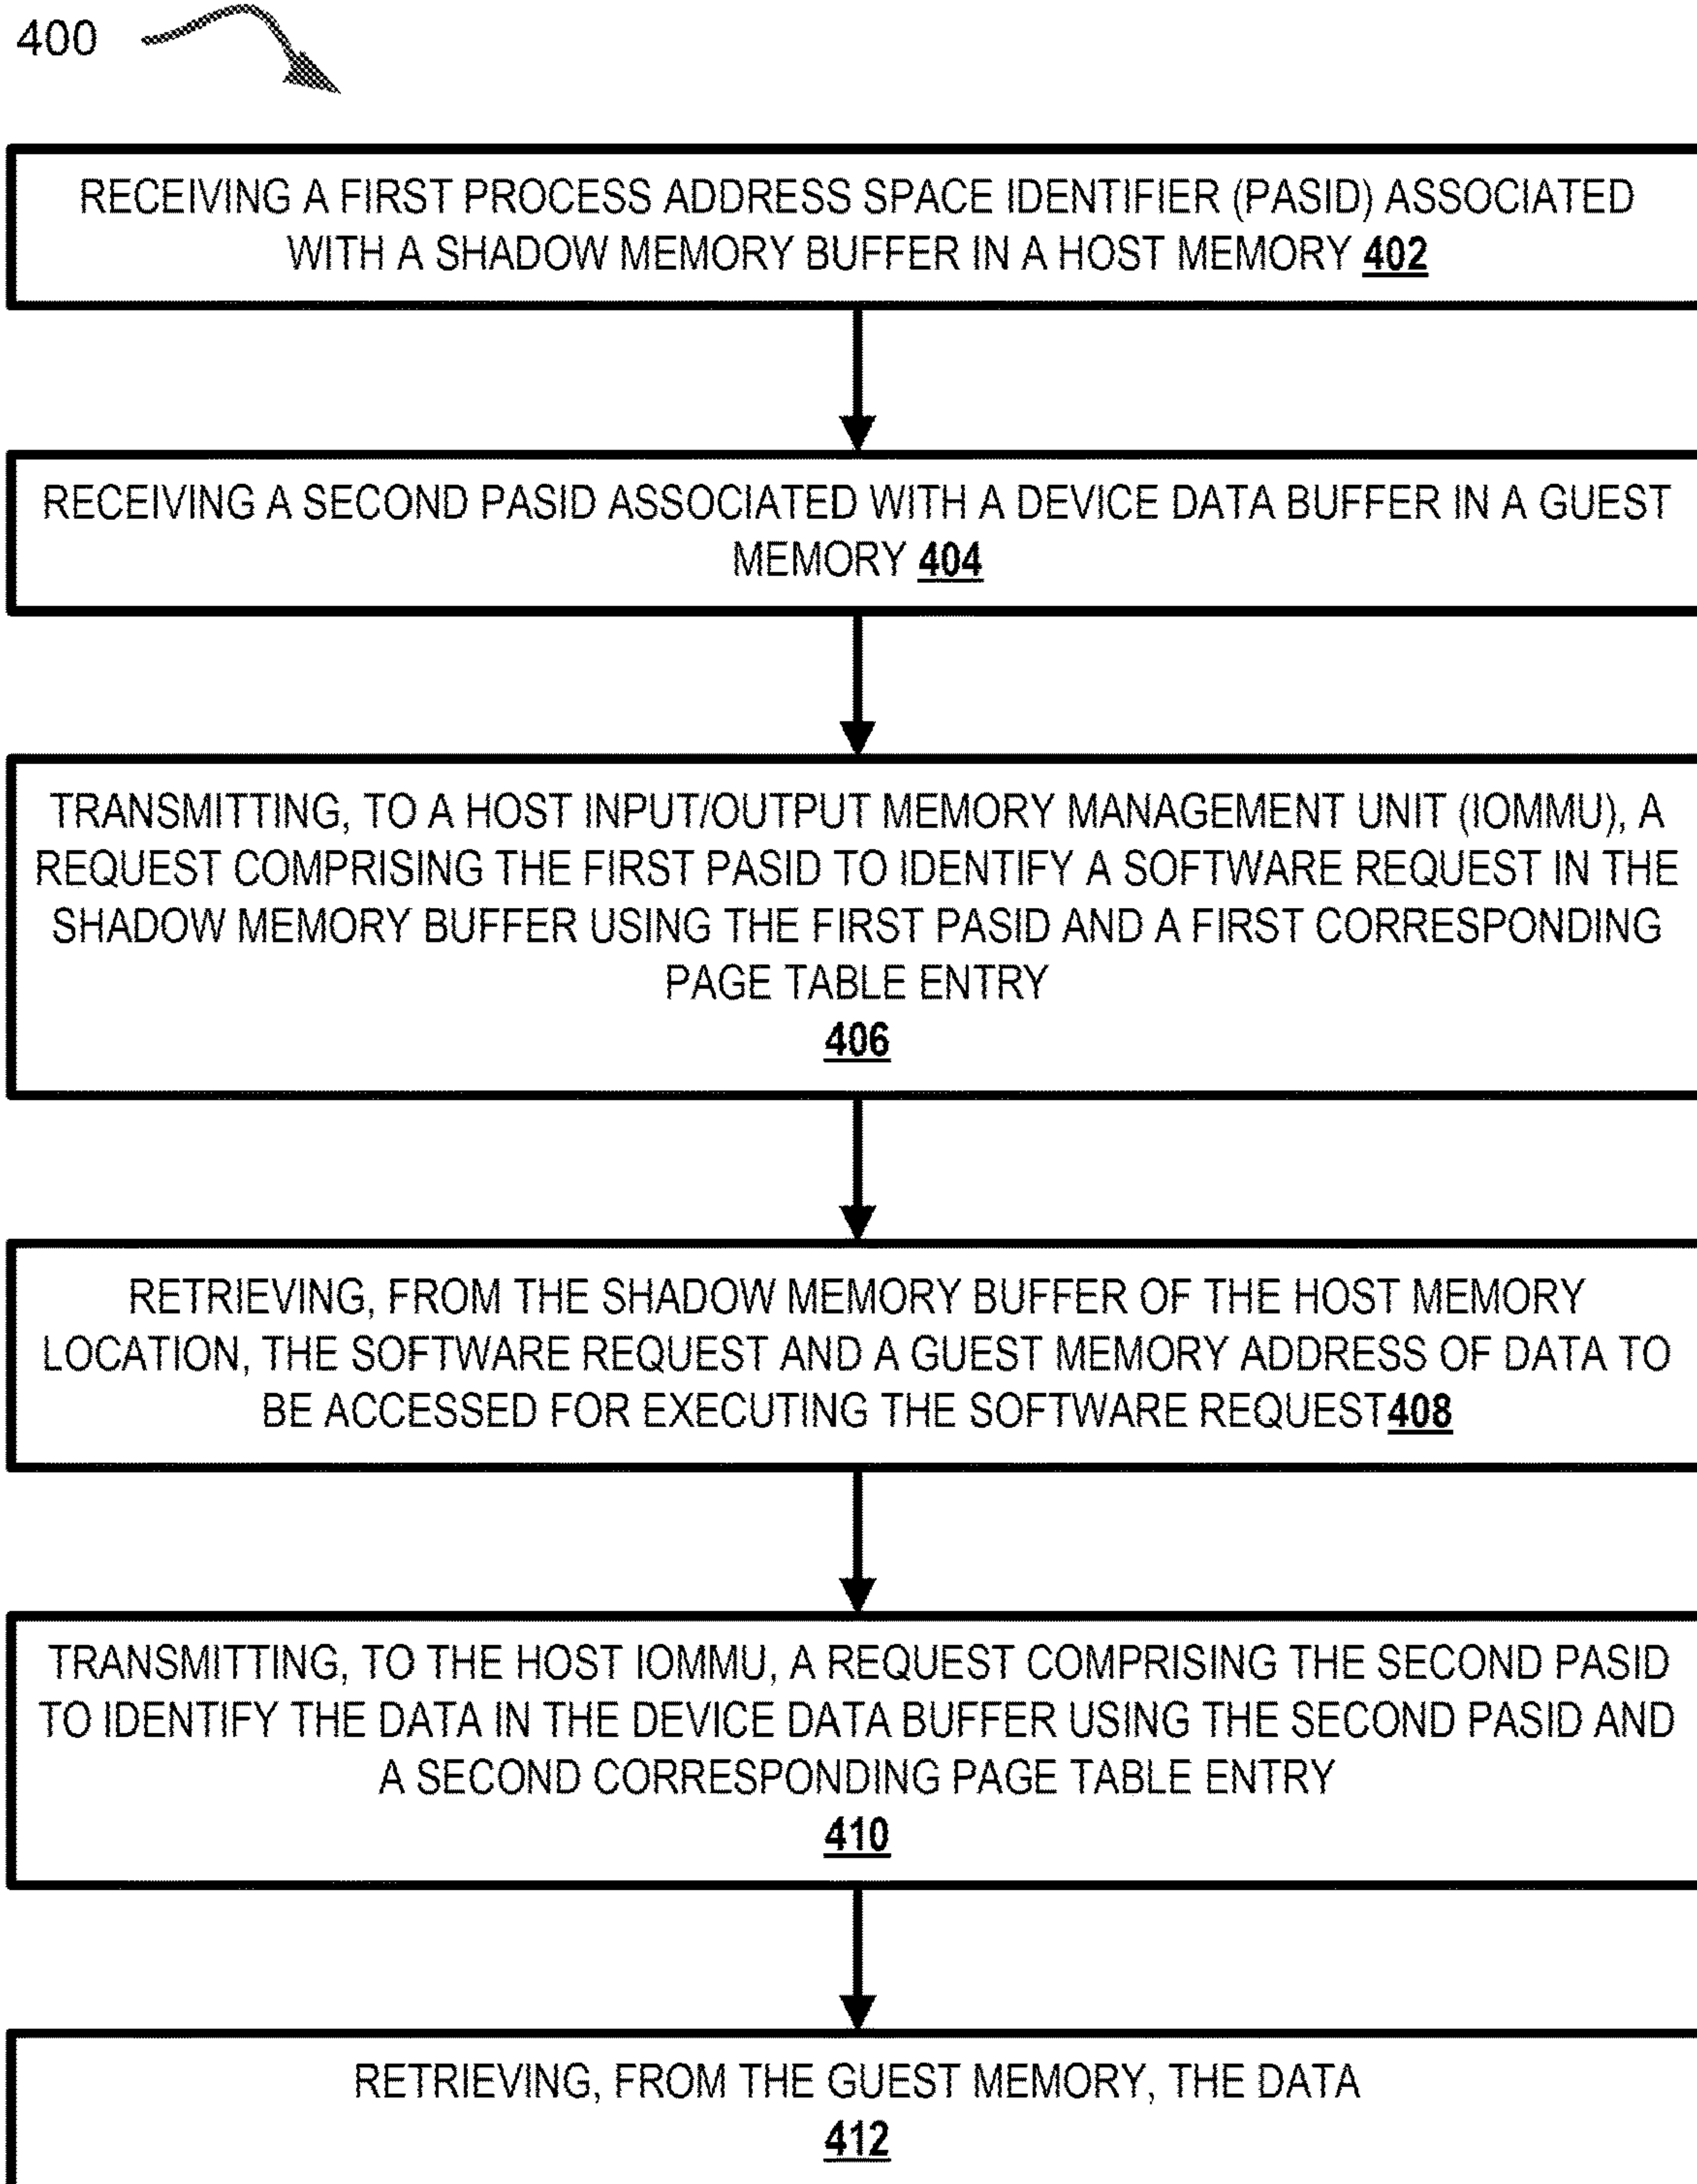 400
RECEIVING A FIRST PROCESS ADDRESS SPACE IDENTIFIER (PASID) ASSOCIATED
WITH A SHADOW MEMORY BUFFER IN A HOST MEMORY 402
RECEIVING A SECOND PASID ASSOCIATED WITH A DEVICE DATA BUFFER IN A GUEST
MEMORY 404
TRANSMITTING, TO A HOST INPUT/OUTPUT MEMORY MANAGEMENT UNIT (IOMMU), A
REQUEST COMPRISING THE FIRST PASID TO IDENTIFY A SOFTWARE REQUEST IN THE
SHADOW MEMORY BUFFER USING THE FIRST PASID AND A FIRST CORRESPONDING
PAGE TABLE ENTRY
406
RETRIEVING, FROM THE SHADOW MEMORY BUFFER OF THE HOST MEMORY
LOCATION, THE SOFTWARE REQUEST AND A GUEST MEMORY ADDRESS OF DATA TO
BE ACCESSED FOR EXECUTING THE SOFTWARE REQUEST408
TRANSMITTING, TO THE HOST IOMMU, A REQUEST COMPRISING THE SECOND PASID
TO IDENTIFY THE DATA IN THE DEVICE DATA BUFFER USING THE SECOND PASID AND
A SECOND CORRESPONDING PAGE TABLE ENTRY
410
RETRIEVING, FROM THE GUEST MEMORY, THE DATA
412